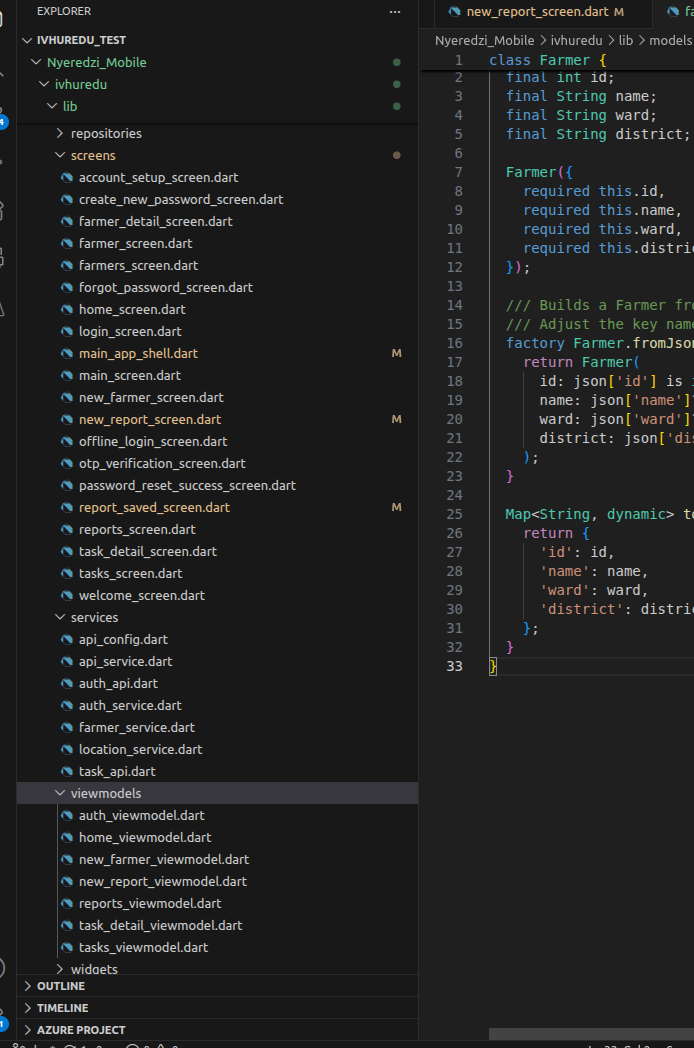 EXPLORER
IVHUREDU_TEST
Nyeredzi_Mobile
ivhuredu
lib
repositories
screens
account_setup_screen.dart
create_new_password_screen.dart
farmer_detail_screen.dart
farmer_screen.dart
farmers_screen.dart
forgot_password_screen.dart
home_screen.dart
login_screen.dart
main_app_shell.dart M
main_screen.dart
new_farmer_screen.dart
new_report_screen.dart M
offline_login_screen.dart
otp_verification_screen.dart
password_reset_success_screen.dart
report_saved_screen.dart M
reports_screen.dart
task_detail_screen.dart
tasks_screen.dart
welcome_screen.dart
services
api_config.dart
api_service.dart
auth_api.dart
auth_service.dart
farmer_service.dart
location_service.dart
task_api.dart
viewmodels
auth_viewmodel.dart
home_viewmodel.dart
new_farmer_viewmodel.dart
new_report_viewmodel.dart
reports_viewmodel.dart
task_detail_viewmodel.dart
tasks_viewmodel.dart
widgets
OUTLINE
TIMELINE
AZURE PROJECT
new_report_screen.dart M fa
Nyeredzi_Mobile > ivhuredu > lib > models
1 class Farmer {
2 final int id;
3 final String name;
4 final String ward;
5 final String district;
6
7 Farmer({
8 required this.id,
9 required this.name,
10 required this.ward,
11 required this.distri
12 });
13
14 /// Builds a Farmer fro
15 /// Adjust the key name
16 factory Farmer.fromJson
17 return Farmer(
18 id: json['id'] is i
19 name: json['name']?
20 ward: json['ward']?
21 district: json['dis
22 );
23 }
24
25 Map<String, dynamic> to
26 return {
27 'id': id,
28 'name': name,
29 'ward': ward,
30 'district': distric
31 };
32 }
33 }